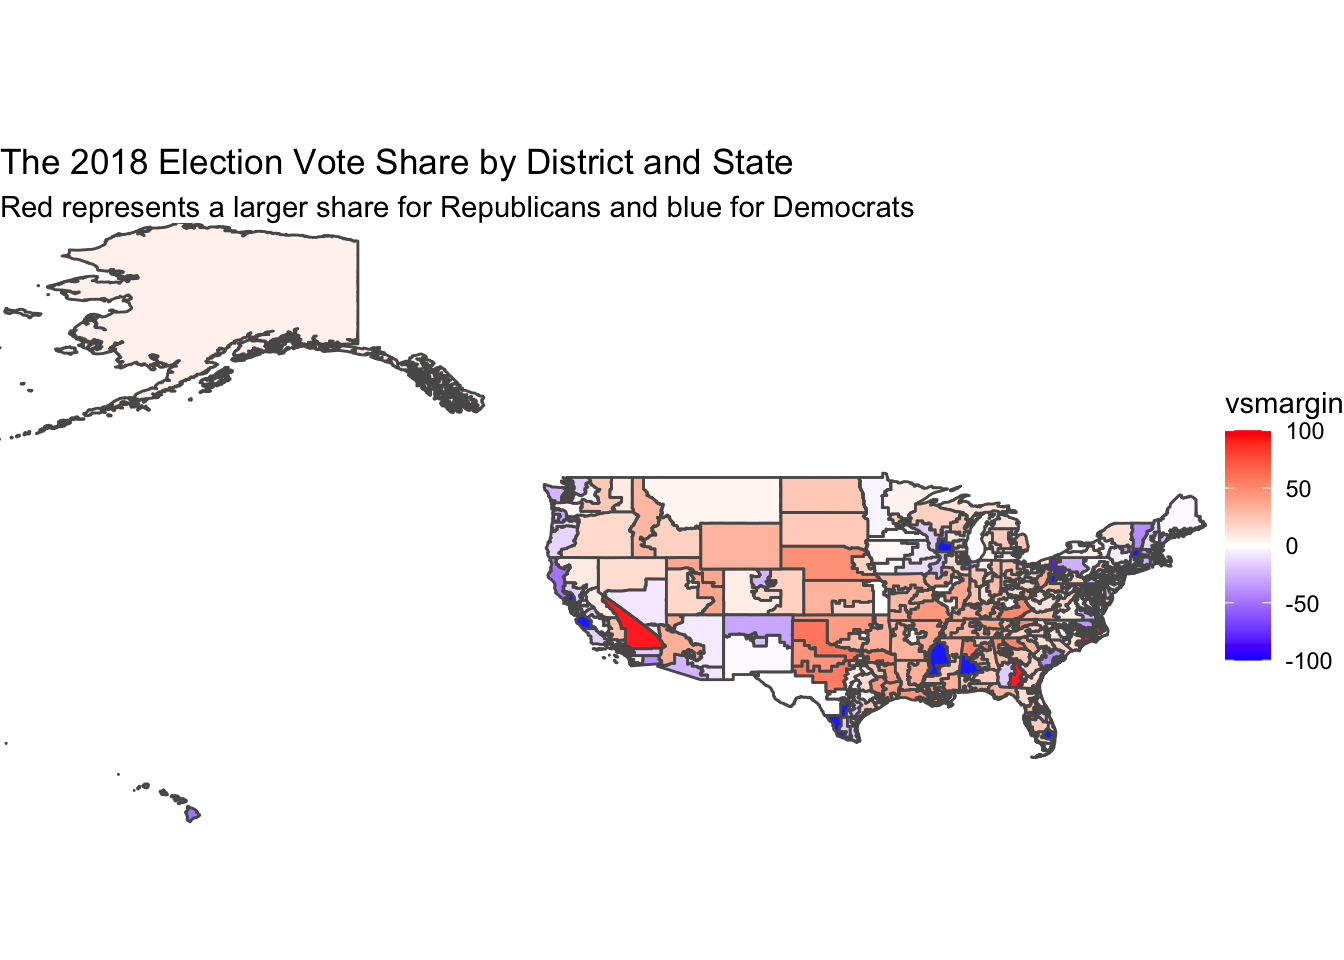 The 2018 Election Vote Share by District and State
Red represents a larger share for Republicans and blue for Democrats
vsmargin
100
50
0
-50
-100